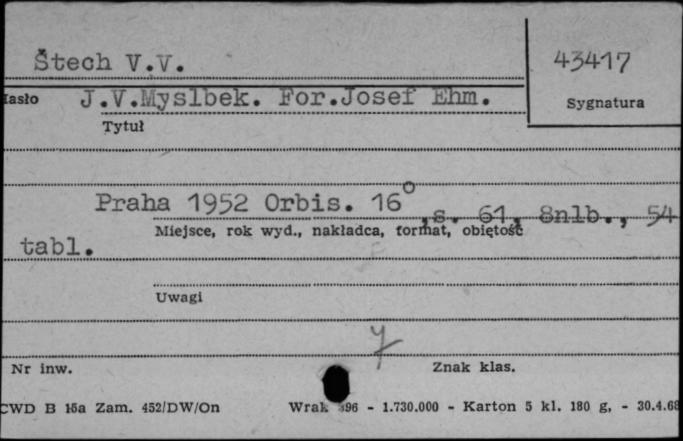 Štech V.V.
43417
Hasło J.V.Myslbek. For.Josef Ehm.
Sygnatura
Tytuł
Praha 1952 Orbis. 16°, s. 61, 8nlb., 54
Miejsce, rok wyd., nakładca, format, objętość
tabl.
Uwagi
Nr inw.
Znak klas.
CWD B 15a Zam. 452/DW/On Wrak 896 - 1.730.000 - Karton 5 kl. 180 g, - 30.4.68